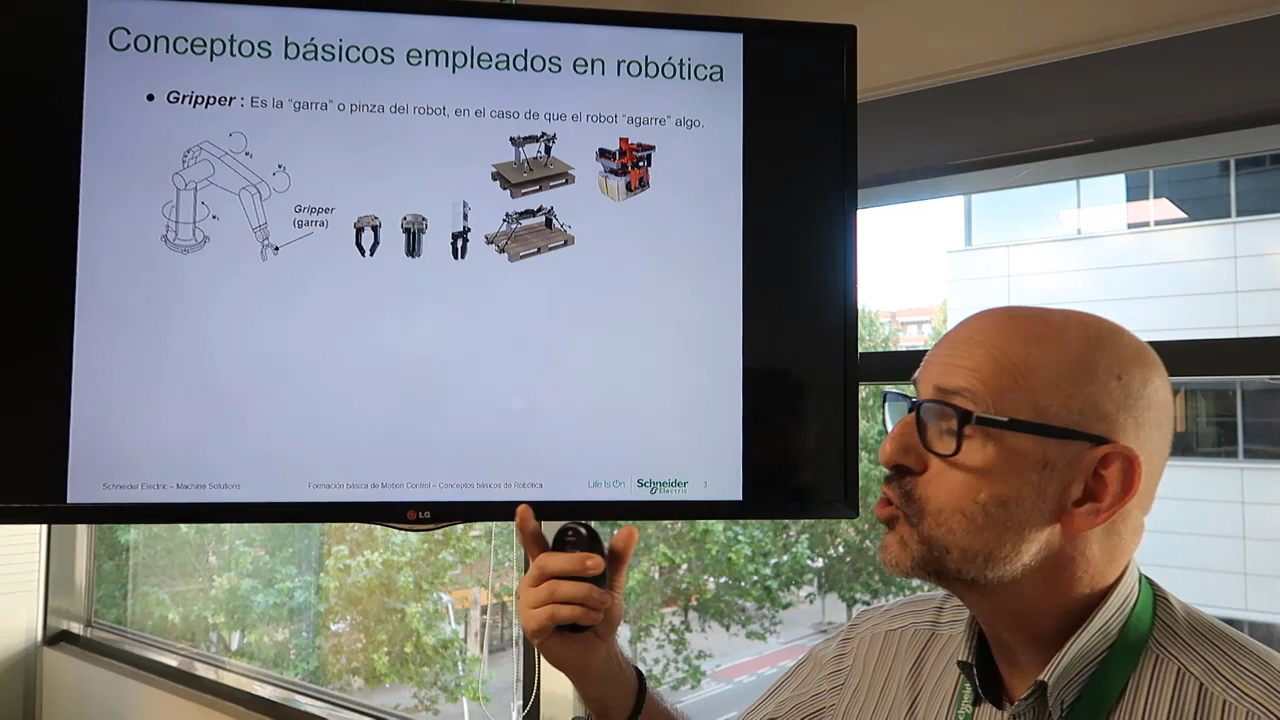 Conceptos básicos empleados en robótica
• Gripper : Es la “garra” o pinza del robot, en el caso de que el robot “agarre” algo.
Gripper
(garra)
Schneider Electric – Machine Solutions
Formación básica de Motion Control – Conceptos básicos de Robótica
Life Is On
Schneider
Electric
3
LG